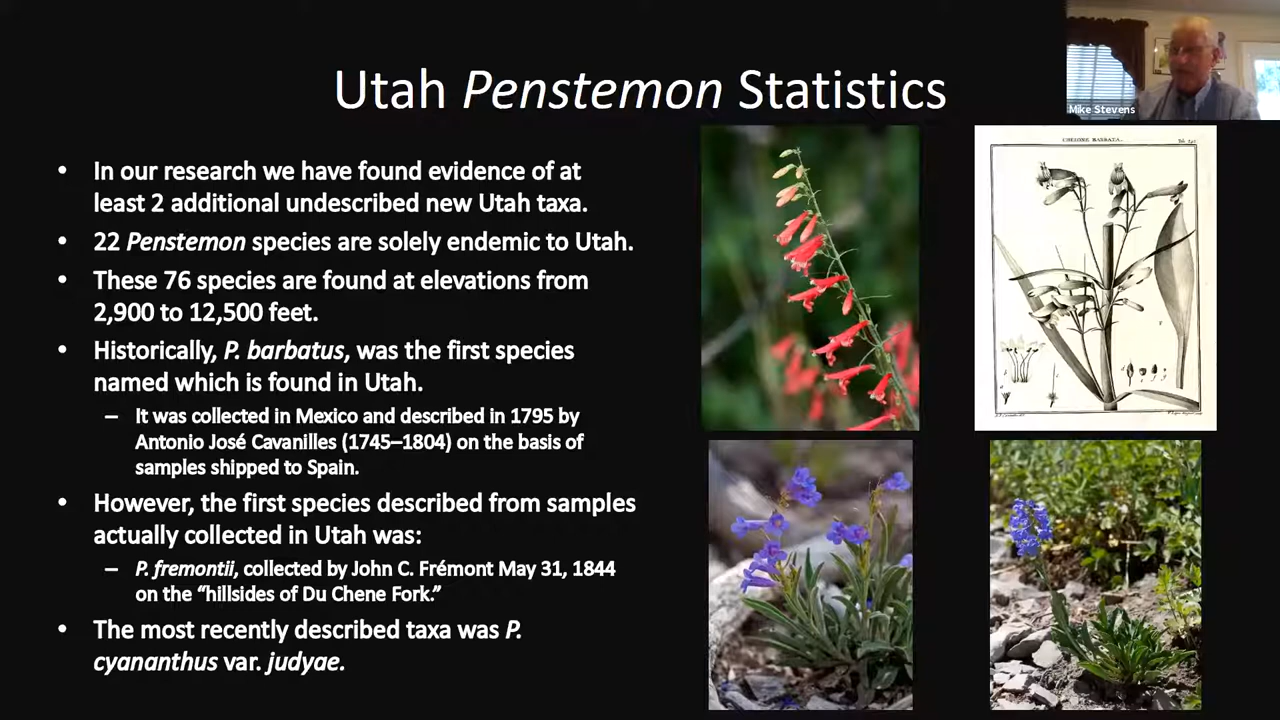 Utah Penstemon Statistics
Mike Stevens
• In our research we have found evidence of at
least 2 additional undescribed new Utah taxa.
• 22 Penstemon species are solely endemic to Utah.
• These 76 species are found at elevations from
2,900 to 12,500 feet.
• Historically, P. barbatus, was the first species
named which is found in Utah.
– It was collected in Mexico and described in 1795 by
Antonio José Cavanilles (1745–1804) on the basis of
samples shipped to Spain.
• However, the first species described from samples
actually collected in Utah was:
– P. fremontii, collected by John C. Frémont May 31, 1844
on the “hillsides of Du Chene Fork.”
• The most recently described taxa was P.
cyananthus var. judyae.
CHELONE BARBATA.